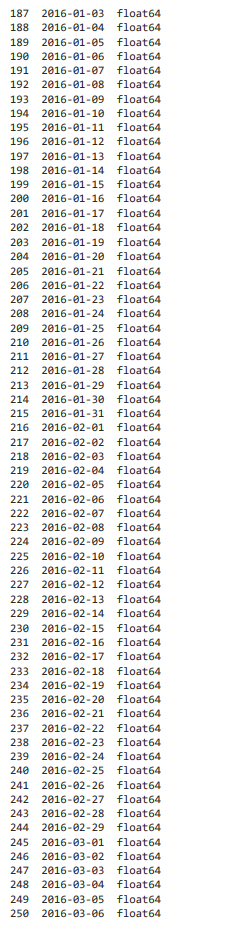 187 2016-01-03 float64
188 2016-01-04 float64
189 2016-01-05 float64
190 2016-01-06 float64
191 2016-01-07 float64
192 2016-01-08 float64
193 2016-01-09 float64
194 2016-01-10 float64
195 2016-01-11 float64
196 2016-01-12 float64
197 2016-01-13 float64
198 2016-01-14 float64
199 2016-01-15 float64
200 2016-01-16 float64
201 2016-01-17 float64
202 2016-01-18 float64
203 2016-01-19 float64
204 2016-01-20 float64
205 2016-01-21 float64
206 2016-01-22 float64
207 2016-01-23 float64
208 2016-01-24 float64
209 2016-01-25 float64
210 2016-01-26 float64
211 2016-01-27 float64
212 2016-01-28 float64
213 2016-01-29 float64
214 2016-01-30 float64
215 2016-01-31 float64
216 2016-02-01 float64
217 2016-02-02 float64
218 2016-02-03 float64
219 2016-02-04 float64
220 2016-02-05 float64
221 2016-02-06 float64
222 2016-02-07 float64
223 2016-02-08 float64
224 2016-02-09 float64
225 2016-02-10 float64
226 2016-02-11 float64
227 2016-02-12 float64
228 2016-02-13 float64
229 2016-02-14 float64
230 2016-02-15 float64
231 2016-02-16 float64
232 2016-02-17 float64
233 2016-02-18 float64
234 2016-02-19 float64
235 2016-02-20 float64
236 2016-02-21 float64
237 2016-02-22 float64
238 2016-02-23 float64
239 2016-02-24 float64
240 2016-02-25 float64
241 2016-02-26 float64
242 2016-02-27 float64
243 2016-02-28 float64
244 2016-02-29 float64
245 2016-03-01 float64
246 2016-03-02 float64
247 2016-03-03 float64
248 2016-03-04 float64
249 2016-03-05 float64
250 2016-03-06 float64